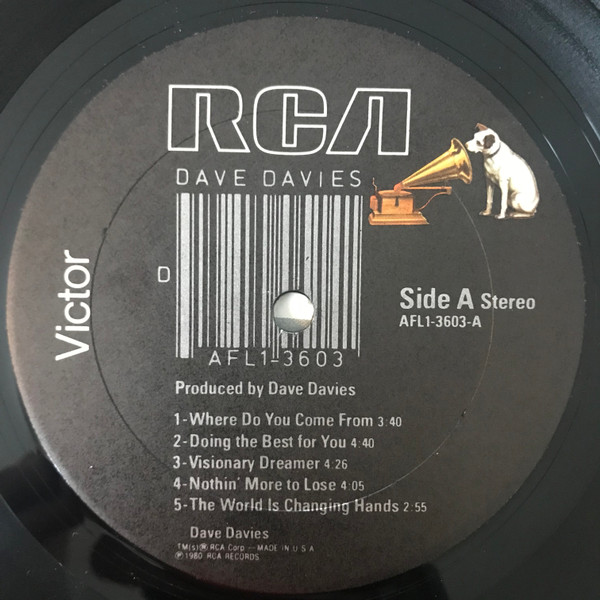 RCA
DAVE DAVIES
Victor
D
Side A Stereo
AFL1-3603-A
AFL1-3603
Produced by Dave Davies
1-Where Do You Come From 3:40
2-Doing the Best for You 4:40
3-Visionary Dreamer 4:26
4-Nothin' More to Lose 4:05
5-The World Is Changing Hands 2:55
Dave Davies
TM(s)® RCA Corp.—MADE IN U.S.A.
℗1980 RCA RECORDS